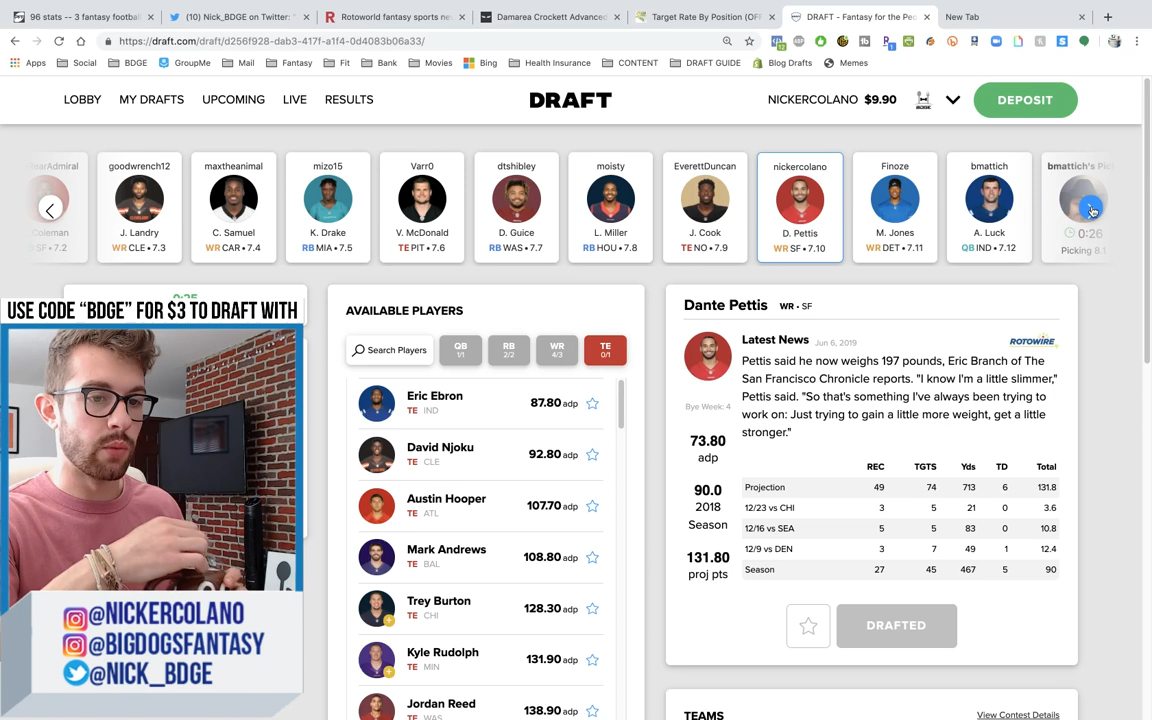 96 stats -- 3 fantasy football
(10) Nick_BDGE on Twitter: "
Rotoworld fantasy sports ne
Damarea Crockett Advanced
Target Rate By Position (OFF
DRAFT - Fantasy for the Peo
New Tab
https://draft.com/draft/d256f928-dab3-417f-a1f4-0d4083b06a33/
Apps
Social
BDGE
GroupMe
Mail
Fantasy
Fit
Bank
Movies
Bing
Health Insurance
CONTENT
DRAFT GUIDE
Blog Drafts
Memes
LOBBY
MY DRAFTS
UPCOMING
LIVE
RESULTS
DRAFT
NICKERCOLANO $9.90
DEPOSIT
earAdmiral
Coleman
SF • 7.2
goodwrench12
J. Landry
WR CLE • 7.3
maxtheanimal
C. Samuel
WR CAR • 7.4
mizo15
K. Drake
RB MIA • 7.5
Varr0
V. McDonald
TE PIT • 7.6
dtshibley
D. Guice
RB WAS • 7.7
moisty
L. Miller
RB HOU • 7.8
EverettDuncan
J. Cook
TE NO • 7.9
nickercolano
D. Pettis
WR SF • 7.10
Finoze
M. Jones
WR DET • 7.11
bmattich
A. Luck
QB IND • 7.12
bmattich's Pic
0:26
Picking 8.1
0:25
USE CODE “BDGE” FOR $3 TO DRAFT WITH
@NICKERCOLANO
@BIGDOGSFANTASY
@NICK_BDGE
AVAILABLE PLAYERS
Search Players
QB
1/1
RB
2/2
WR
4/3
TE
0/1
Eric Ebron
TE IND
87.80 adp
David Njoku
TE CLE
92.80 adp
Austin Hooper
TE ATL
107.70 adp
Mark Andrews
TE BAL
108.80 adp
Trey Burton
TE CHI
128.30 adp
Kyle Rudolph
TE MIN
131.90 adp
Jordan Reed
TE WAS
138.90 adp
Dante Pettis WR • SF
Latest News Jun 6, 2019
ROTOWIRE
Pettis said he now weighs 197 pounds, Eric Branch of The
San Francisco Chronicle reports. "I know I'm a little slimmer,"
Pettis said. "So that's something I've always been trying to
work on: Just trying to gain a little more weight, get a little
stronger."
Bye Week: 4
73.80
adp
90.0
2018
Season
131.80
proj pts
REC TGTS Yds TD Total
Projection 49 74 713 6 131.8
12/23 vs CHI 3 5 21 0 3.6
12/16 vs SEA 5 5 83 0 10.8
12/9 vs DEN 3 7 49 1 12.4
Season 27 45 467 5 90
DRAFTED
TEAMS
View Contest Details